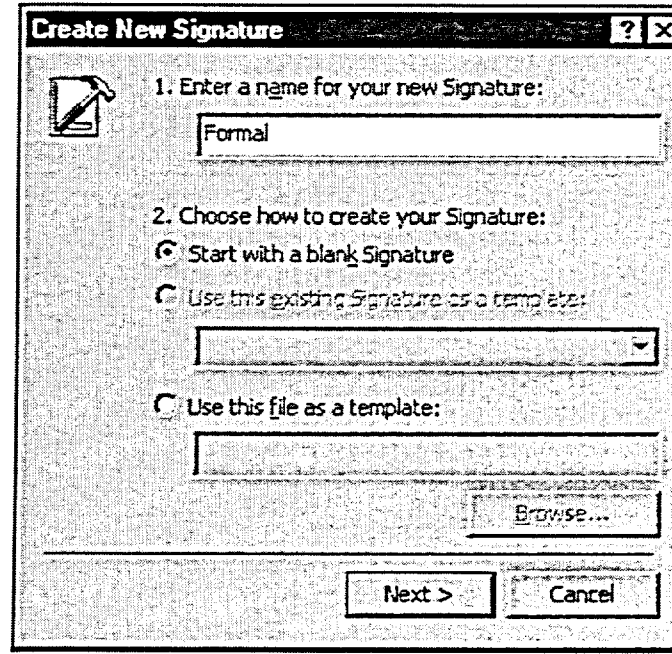 Create New Signature
1. Enter a name for your new Signature:
Formal
2. Choose how to create your Signature:
Start with a blank Signature
Use this existing Signature as a template:
Use this file as a template:
Browse...
Next >
Cancel